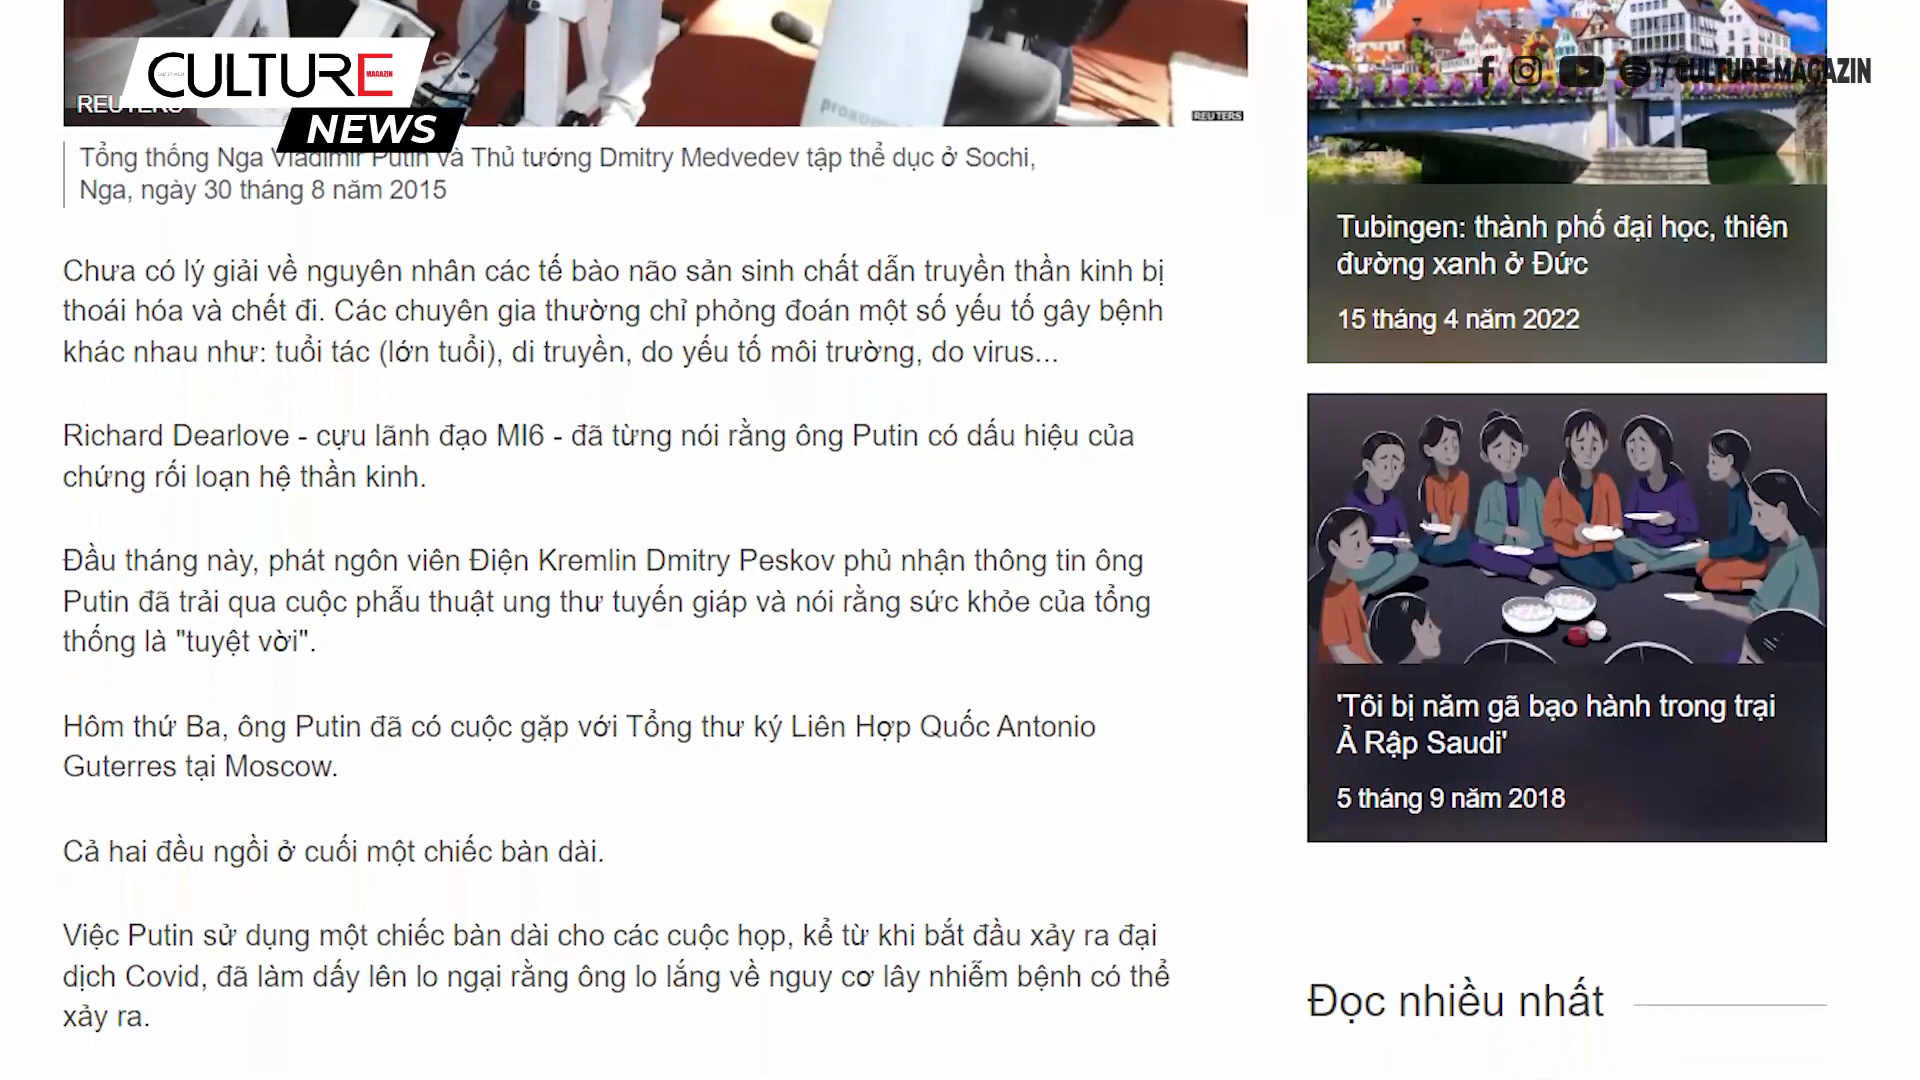 CULTURE
MAGAZIN
NEWS
REUTERS
REUTERS
/ CULTURE MAGAZIN
Tổng thống Nga Vladimir Putin và Thủ tướng Dmitry Medvedev tập thể dục ở Sochi,
Nga, ngày 30 tháng 8 năm 2015
Chưa có lý giải về nguyên nhân các tế bào não sản sinh chất dẫn truyền thần kinh bị
thoái hóa và chết đi. Các chuyên gia thường chỉ phỏng đoán một số yếu tố gây bệnh
khác nhau như: tuổi tác (lớn tuổi), di truyền, do yếu tố môi trường, do virus...
Richard Dearlove - cựu lãnh đạo MI6 - đã từng nói rằng ông Putin có dấu hiệu của
chứng rối loạn hệ thần kinh.
Đầu tháng này, phát ngôn viên Điện Kremlin Dmitry Peskov phủ nhận thông tin ông
Putin đã trải qua cuộc phẫu thuật ung thư tuyến giáp và nói rằng sức khỏe của tổng
thống là "tuyệt vời".
Hôm thứ Ba, ông Putin đã có cuộc gặp với Tổng thư ký Liên Hợp Quốc Antonio
Guterres tại Moscow.
Cả hai đều ngồi ở cuối một chiếc bàn dài.
Việc Putin sử dụng một chiếc bàn dài cho các cuộc họp, kể từ khi bắt đầu xảy ra đại
dịch Covid, đã làm dấy lên lo ngại rằng ông lo lắng về nguy cơ lây nhiễm bệnh có thể
xảy ra.
Tubingen: thành phố đại học, thiên
đường xanh ở Đức
15 tháng 4 năm 2022
'Tôi bị năm gã bạo hành trong trại
Ả Rập Saudi'
5 tháng 9 năm 2018
Đọc nhiều nhất